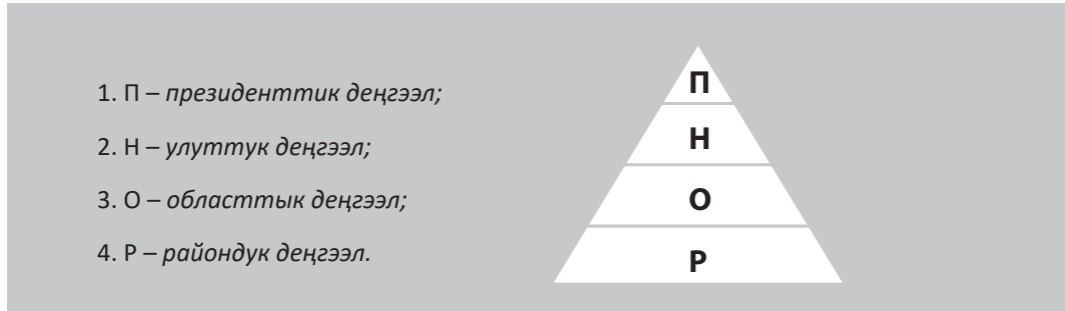 1. П – президенттик деңгээл;
2. Н – улуттук деңгээл;
3. О – областтык деңгээл;
4. Р – райондук деңгээл.
П
Н
О
Р